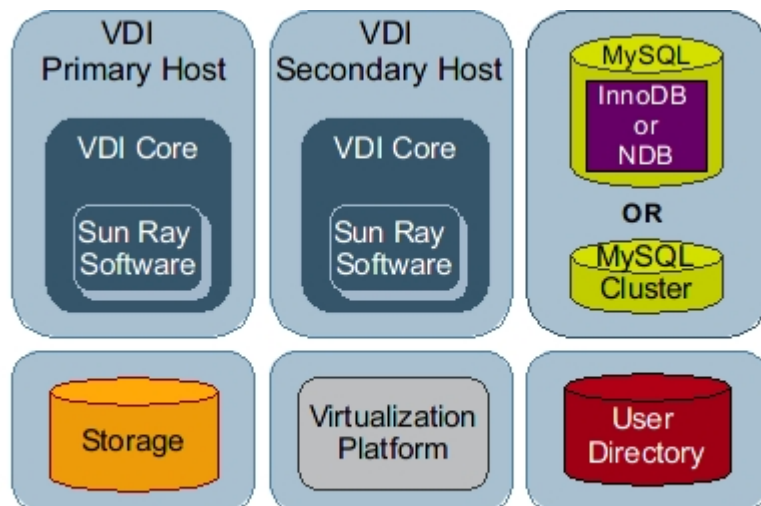 VDI
Primary Host
VDI Core
Sun Ray
Software
VDI
Secondary Host
VDI Core
Sun Ray
Software
MySQL
InnoDB
or
NDB
OR
MySQL
Cluster
Storage
Virtualization
Platform
User
Directory